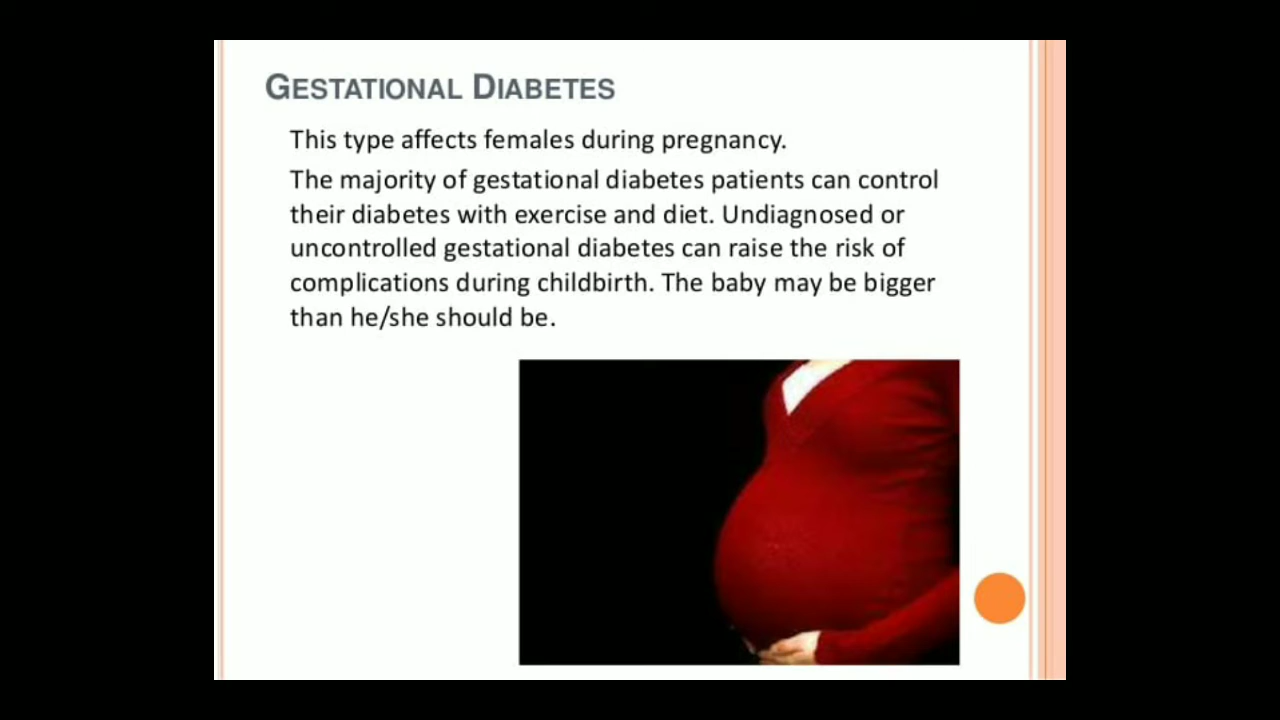 GESTATIONAL DIABETES
This type affects females during pregnancy.
The majority of gestational diabetes patients can control
their diabetes with exercise and diet. Undiagnosed or
uncontrolled gestational diabetes can raise the risk of
complications during childbirth. The baby may be bigger
than he/she should be.